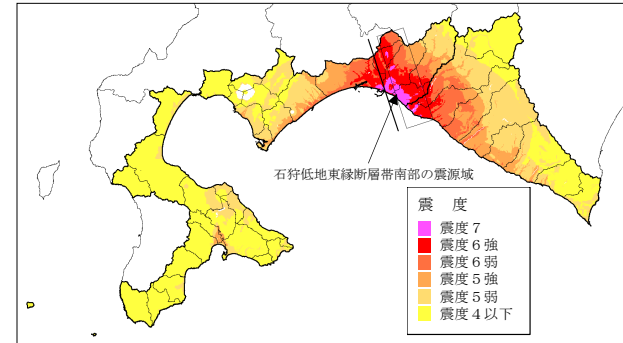 石狩低地東縁断層帯南部の震源域
震　度
震度７
震度６強
震度６弱
震度５強
震度５弱
震度４以下